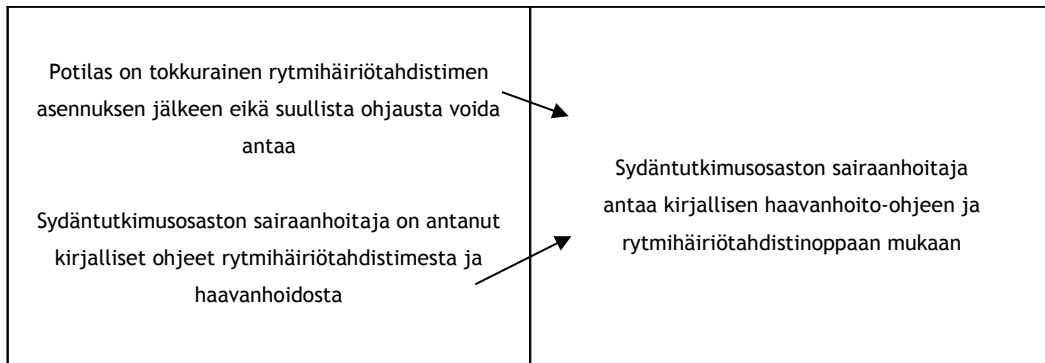 Potilas on tokkurainen rytmihäiriötahdistimen
asennuksen jälkeen eikä suullista ohjausta voida
antaa
Sydäntutkimusosaston sairaanhoitaja on antanut
kirjalliset ohjeet rytmihäiriötahdistimesta ja
haavanhoidosta
Sydäntutkimusosaston sairaanhoitaja
antaa kirjallisen haavanhoito-ohjeen ja
rytmihäiriötahdistinoppaan mukaan